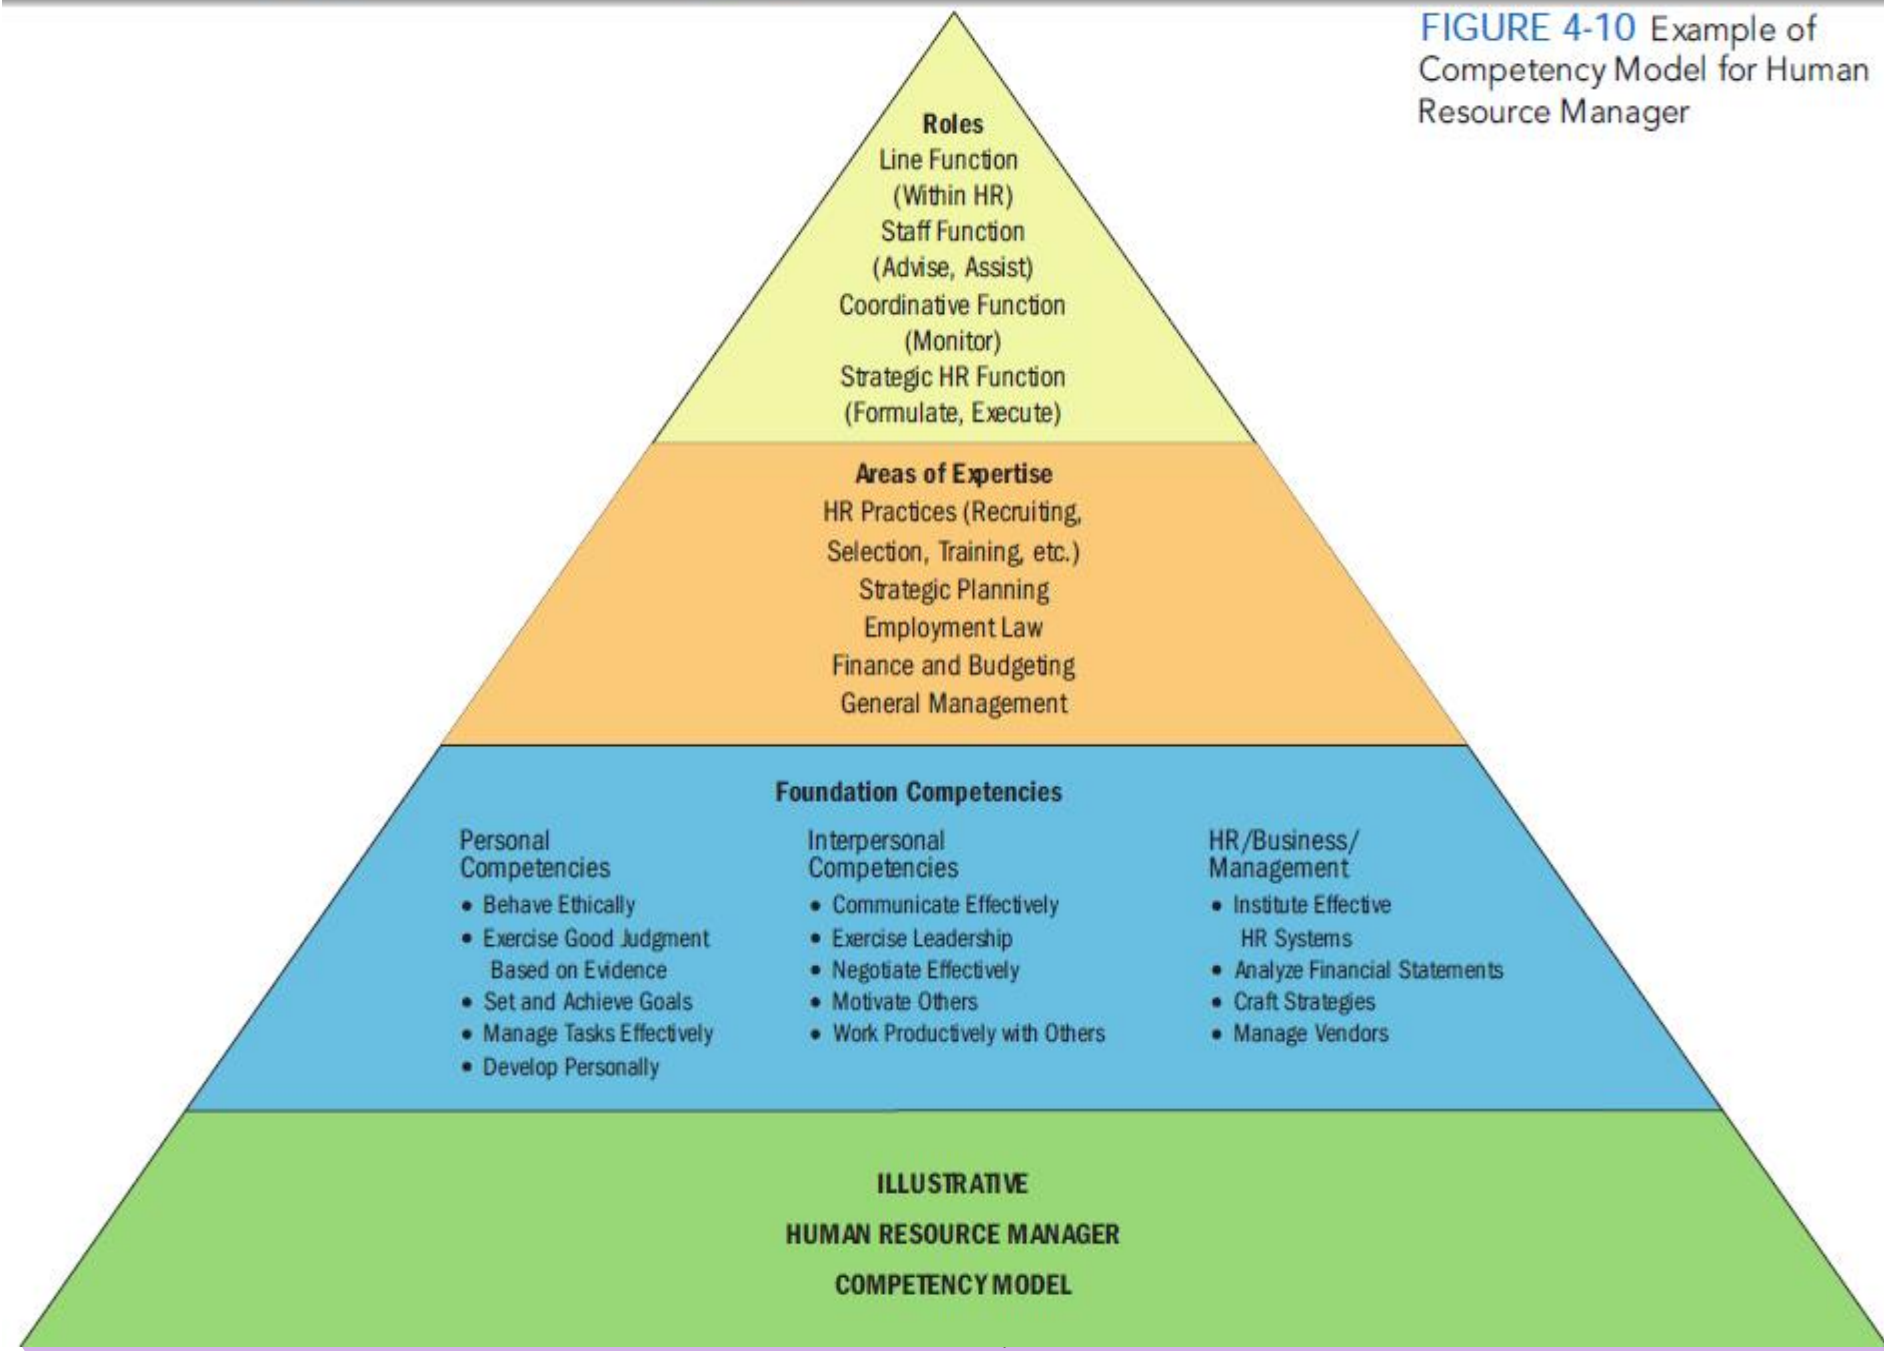 FIGURE 4-10 Example of
Competency Model for Human
Resource Manager
Roles
Line Function
(Within HR)
Staff Function
(Advise, Assist)
Coordinative Function
(Monitor)
Strategic HR Function
(Formulate, Execute)
Areas of Expertise
HR Practices (Recruiting,
Selection, Training, etc.)
Strategic Planning
Employment Law
Finance and Budgeting
General Management
Foundation Competencies
Personal
Competencies
• Behave Ethically
• Exercise Good Judgment
Based on Evidence
• Set and Achieve Goals
• Manage Tasks Effectively
• Develop Personally
Interpersonal
Competencies
• Communicate Effectively
• Exercise Leadership
• Negotiate Effectively
• Motivate Others
• Work Productively with Others
HR/Business/
Management
• Institute Effective
HR Systems
• Analyze Financial Statements
• Craft Strategies
• Manage Vendors
ILLUSTRATIVE
HUMAN RESOURCE MANAGER
COMPETENCY MODEL